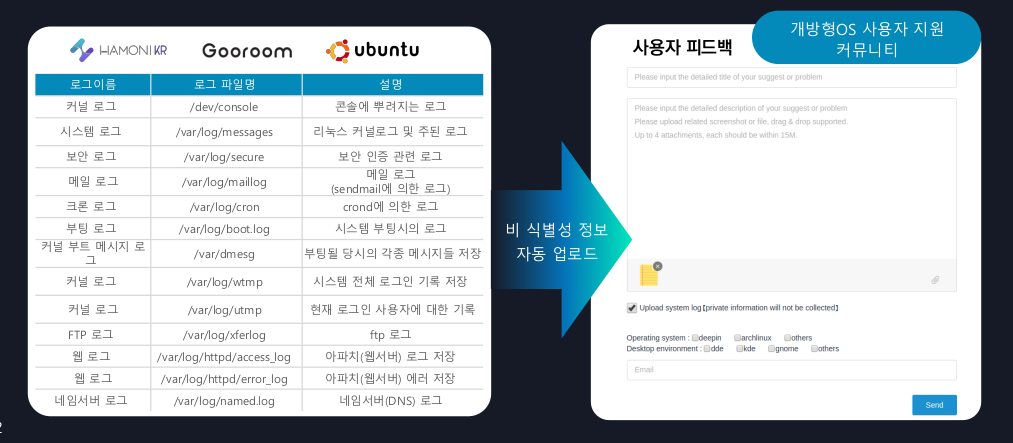 HAMONIKR
Gooroom
ubuntu
로그이름 로그 파일명 설명
커널 로그 /dev/console 콘솔에 뿌려지는 로그
시스템 로그 /var/log/messages 리눅스 커널로그 및 주된 로그
보안 로그 /var/log/secure 보안 인증 관련 로그
메일 로그 /var/log/maillog 메일 로그
(sendmail에 의한 로그)
크론 로그 /var/log/cron crond에 의한 로그
부팅 로그 /var/log/boot.log 시스템 부팅시의 로그
커널 부트 메시지 로
그 /var/dmesg 부팅될 당시의 각종 메시지들 저장
커널 로그 /var/log/wtmp 시스템 전체 로그인 기록 저장
커널 로그 /var/log/utmp 현재 로그인 사용자에 대한 기록
FTP 로그 /var/log/xferlog ftp 로그
웹 로그 /var/log/httpd/access_log 아파치(웹서버) 로그 저장
웹 로그 /var/log/httpd/error_log 아파치(웹서버) 에러 저장
네임서버 로그 /var/log/named.log 네임서버(DNS) 로그
비 식별성 정보
자동 업로드
개방형OS 사용자 지원
커뮤니티
사용자 피드백
Please input the detailed title of your suggest or problem
Please input the detailed description of your suggest or problem
Please upload related screenshot or file, drag & drop supported.
Up to 4 attachments, each should be within 15M.
Upload system log【private information will not be collected】
Operating system : deepin archlinux others
Desktop environment : dde kde gnome others
Email
Send
2